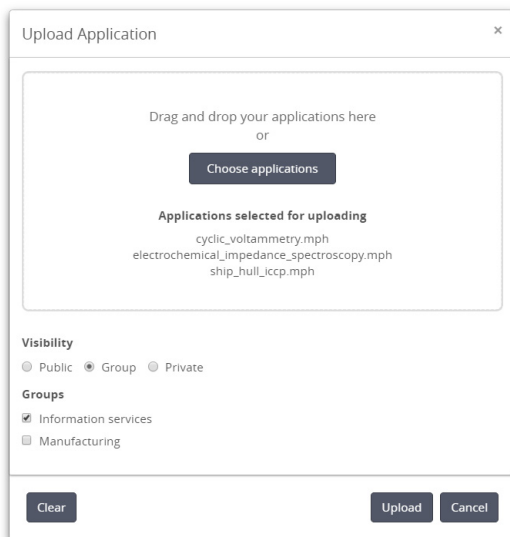 Upload Application ×
Drag and drop your applications here
or
Choose applications
Applications selected for uploading
cyclic_voltammetry.mph
electrochemical_impedance_spectroscopy.mph
ship_hull_iccp.mph
Visibility
Public Group Private
Groups
Information services
Manufacturing
Clear Upload Cancel